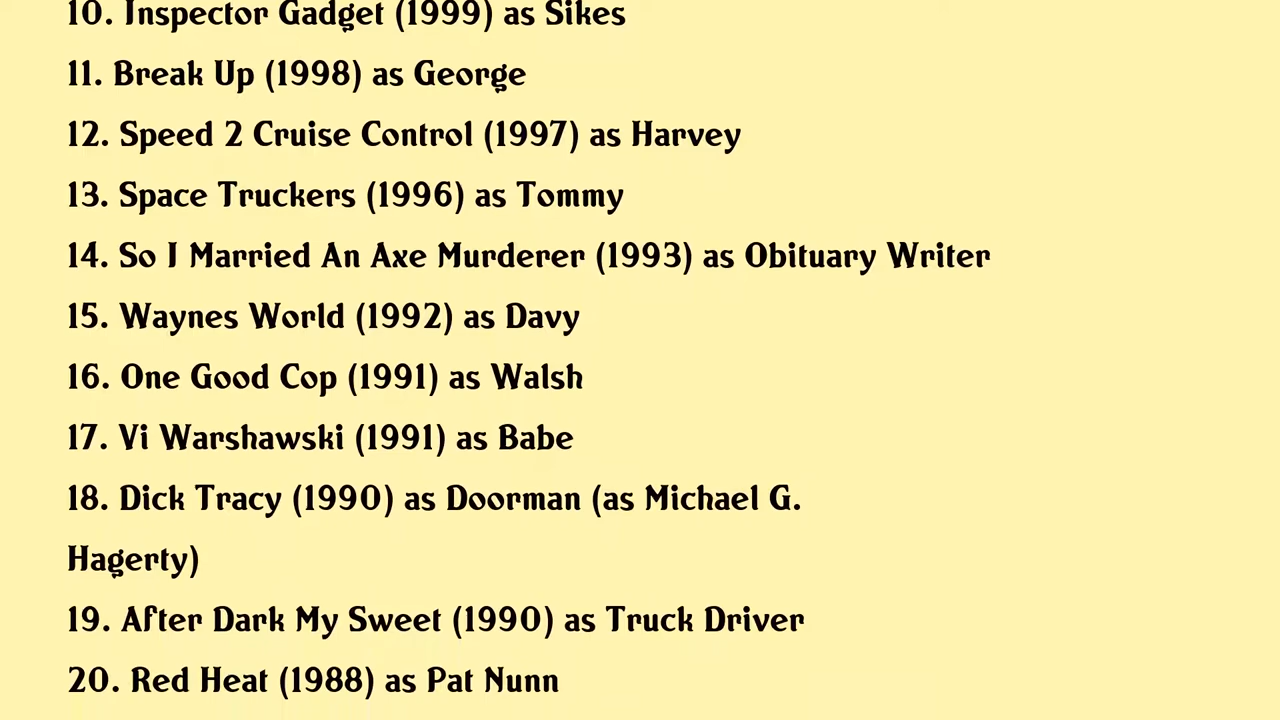 10. Inspector Gadget (1999) as Sikes
11. Break Up (1998) as George
12. Speed 2 Cruise Control (1997) as Harvey
13. Space Truckers (1996) as Tommy
14. So I Married An Axe Murderer (1993) as Obituary Writer
15. Waynes World (1992) as Davy
16. One Good Cop (1991) as Walsh
17. Vi Warshawski (1991) as Babe
18. Dick Tracy (1990) as Doorman (as Michael G.
Hagerty)
19. After Dark My Sweet (1990) as Truck Driver
20. Red Heat (1988) as Pat Nunn